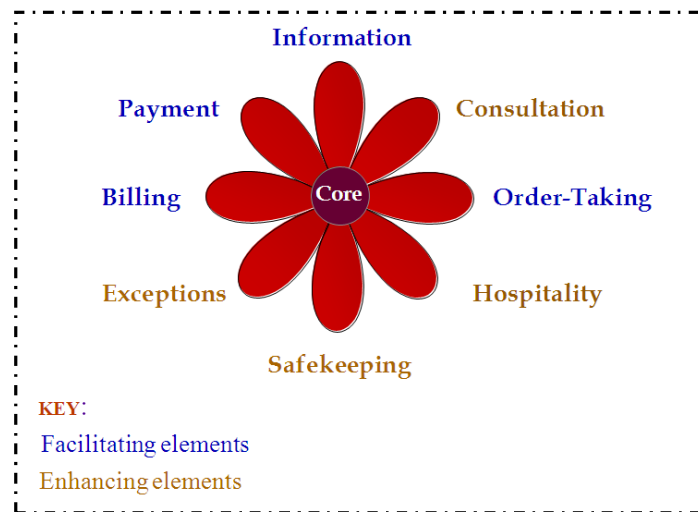 Information
Payment
Consultation
Billing
Core
Order-Taking
Exceptions
Hospitality
Safekeeping
KEY:
Facilitating elements
Enhancing elements